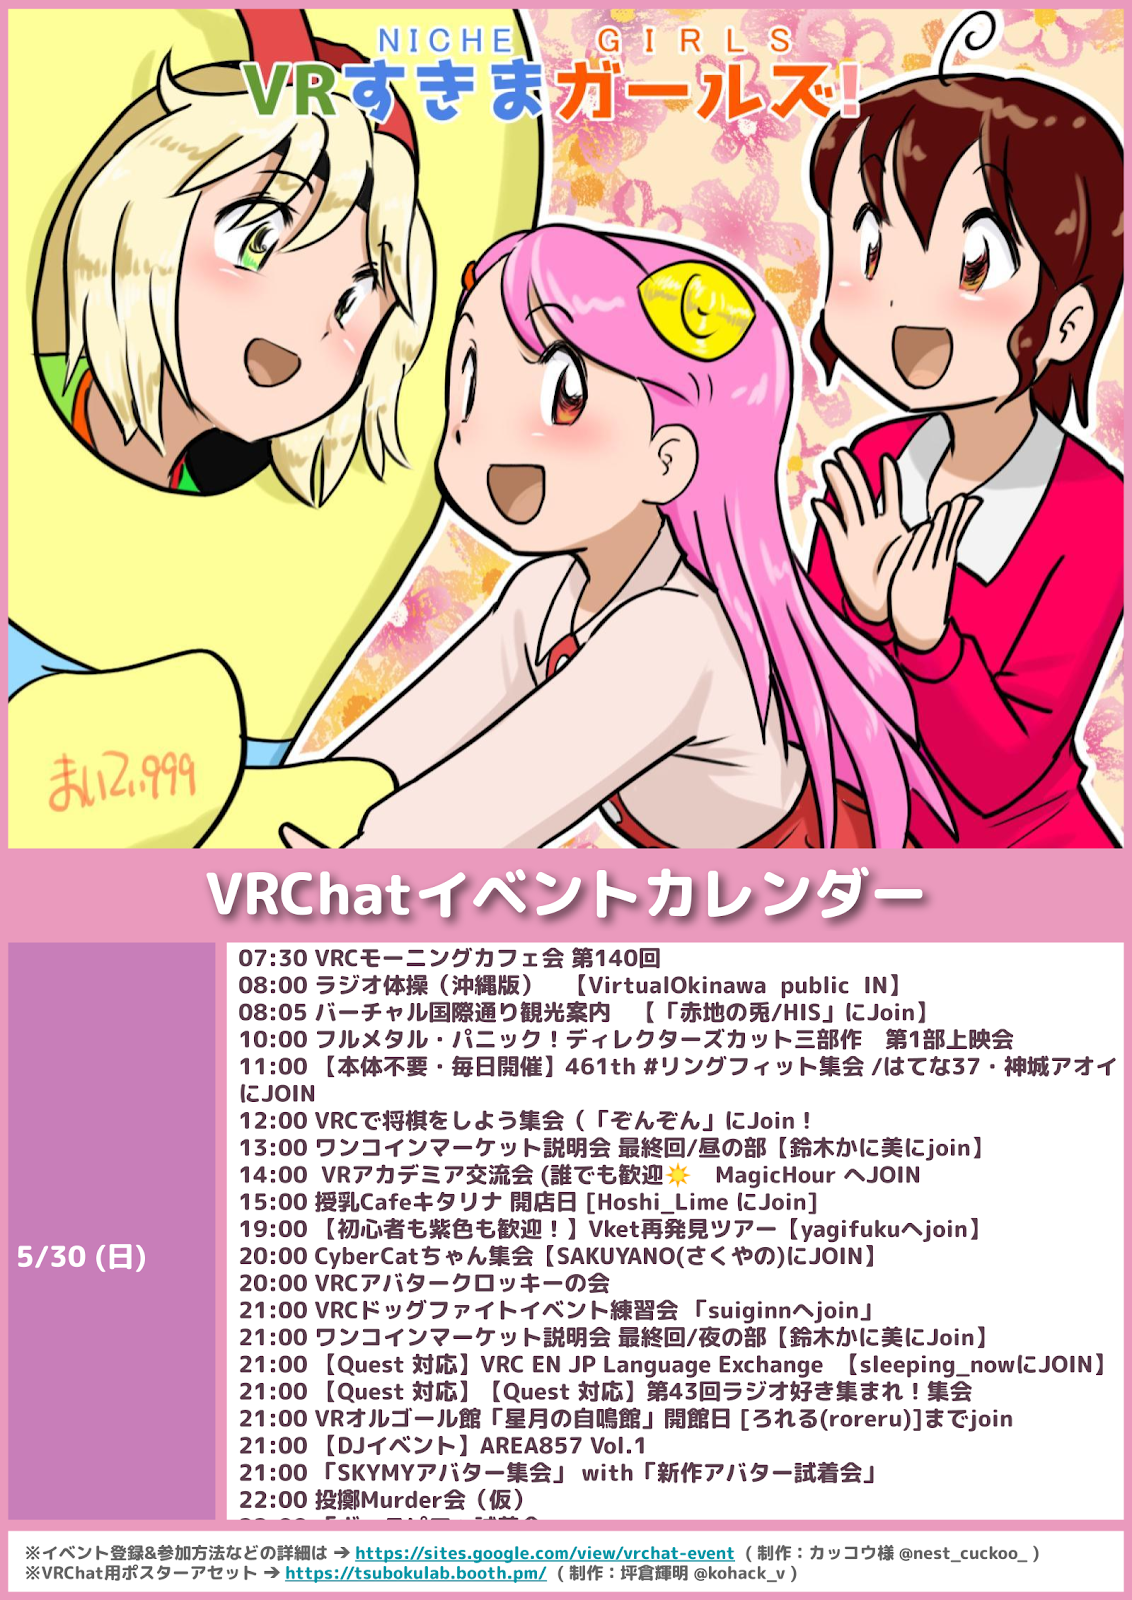 NICHE GIRLS
VRすきまガールズ!
まいてい999
VRChatイベントカレンダー
5/30 (日)
07:30 VRCモーニングカフェ会 第140回
08:00 ラジオ体操（沖縄版）　【VirtualOkinawa public IN】
08:05 バーチャル国際通り観光案内　【「赤地の兎/HIS」にJoin】
10:00 フルメタル・パニック！ディレクターズカット三部作　第1部上映会
11:00 【本体不要・毎日開催】461th #リングフィット集会 /はてな37・神城アオイ
にJOIN
12:00 VRCで将棋をしよう集会（「ぞんぞん」にJoin！
13:00 ワンコインマーケット説明会 最終回/昼の部【鈴木かに美にjoin】
14:00 VRアカデミア交流会 (誰でも歓迎☀️　MagicHour へJOIN
15:00 授乳Cafeキタリナ 開店日 [Hoshi_Lime にJoin]
19:00 【初心者も紫色も歓迎！】Vket再発見ツアー【yagifukuへjoin】
20:00 CyberCatちゃん集会【SAKUYANO(さくやの)にJOIN】
20:00 VRCアバタークロッキーの会
21:00 VRCドッグファイトイベント練習会 「suiginnへjoin」
21:00 ワンコインマーケット説明会 最終回/夜の部【鈴木かに美にJoin】
21:00 【Quest 対応】VRC EN JP Language Exchange 【sleeping_nowにJOIN】
21:00 【Quest 対応】【Quest 対応】第43回ラジオ好き集まれ！集会
21:00 VRオルゴール館「星月の自鳴館」開館日 [ろれる(roreru)]までjoin
21:00 【DJイベント】AREA857 Vol.1
21:00 「SKYMYアバター集会」 with「新作アバター試着会」
22:00 投擲Murder会（仮）
※イベント登録&参加方法などの詳細は ➔ https://sites.google.com/view/vrchat-event ( 制作：カッコウ様 @nest_cuckoo_ )
※VRChat用ポスターアセット ➔ https://tsubokulab.booth.pm/ ( 制作：坪倉輝明 @kohack_v )